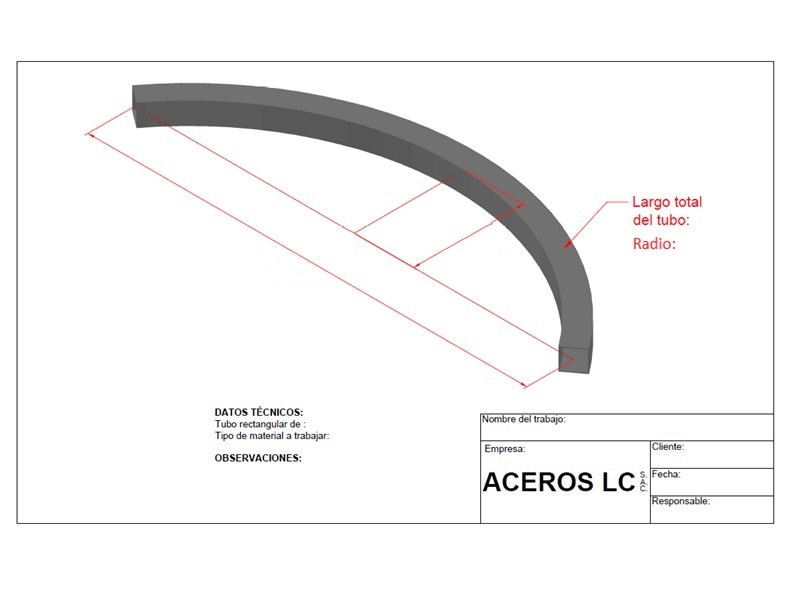 Largo total
del tubo:
Radio:
DATOS TÉCNICOS:
Tubo rectangular de :
Tipo de material a trabajar:
OBSERVACIONES:
Nombre del trabajo:
Empresa:
ACEROS LC S.A.C.
Cliente:
Fecha:
Responsable: